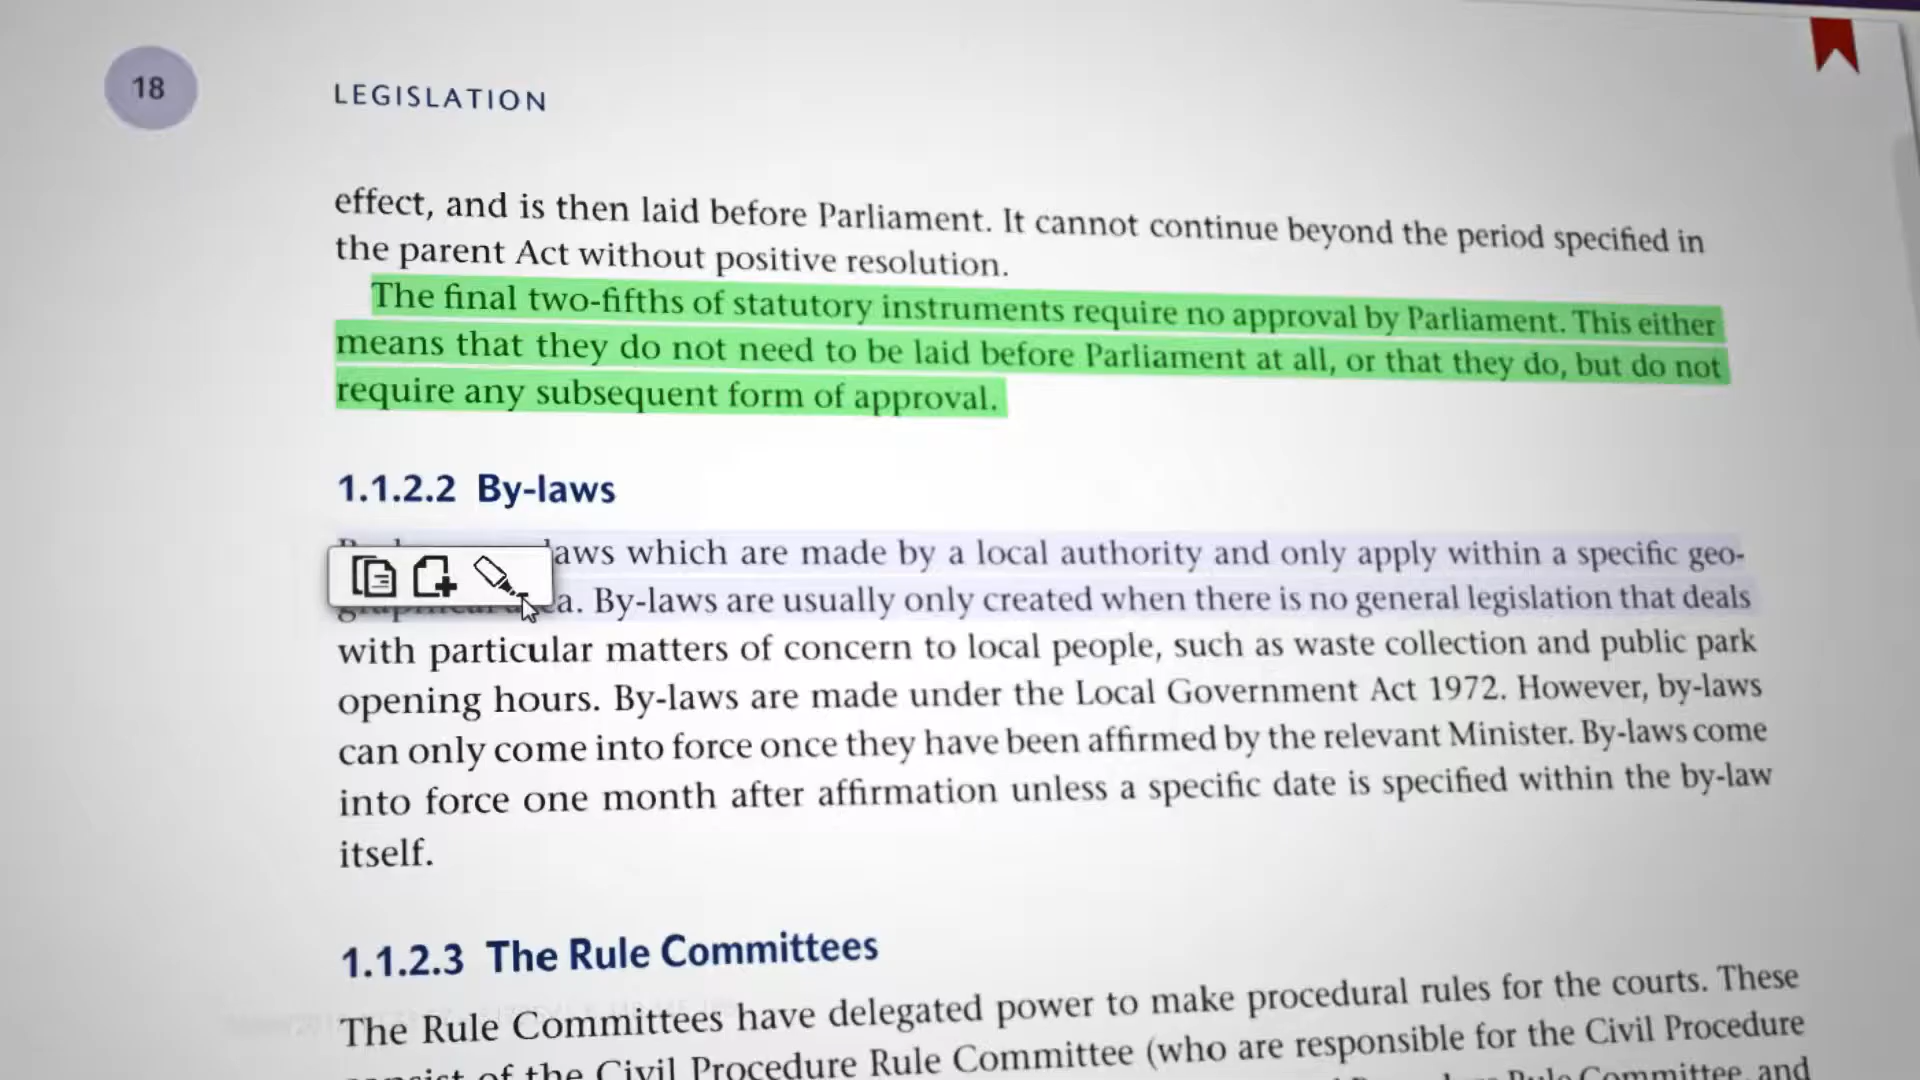 18
LEGISLATION
effect, and is then laid before Parliament. It cannot continue beyond the period specified in
the parent Act without positive resolution.
The final two-fifths of statutory instruments require no approval by Parliament. This either
means that they do not need to be laid before Parliament at all, or that they do, but do not
require any subsequent form of approval.
1.1.2.2 By-laws
laws which are made by a local authority and only apply within a specific geo-
By-laws are usually only created when there is no general legislation that deals
with particular matters of concern to local people, such as waste collection and public park
opening hours. By-laws are made under the Local Government Act 1972. However, by-laws
can only come into force once they have been affirmed by the relevant Minister. By-laws come
into force one month after affirmation unless a specific date is specified within the by-law
itself.
1.1.2.3 The Rule Committees
The Rule Committees have delegated power to make procedural rules for the courts. These
consist of the Civil Procedure Rule Committee (who are responsible for the Civil Procedure
Rule Committee, and